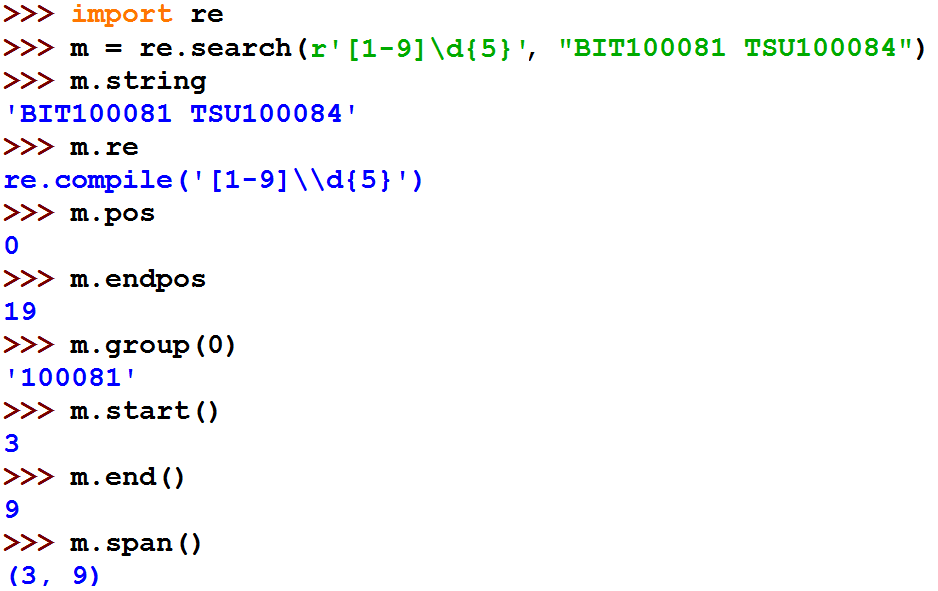 >>> import re
>>> m = re.search(r'[1-9]\d{5}', "BIT100081 TSU100084")
>>> m.string
'BIT100081 TSU100084'
>>> m.re
re.compile('[1-9]\\d{5}')
>>> m.pos
0
>>> m.endpos
19
>>> m.group(0)
'100081'
>>> m.start()
3
>>> m.end()
9
>>> m.span()
(3, 9)